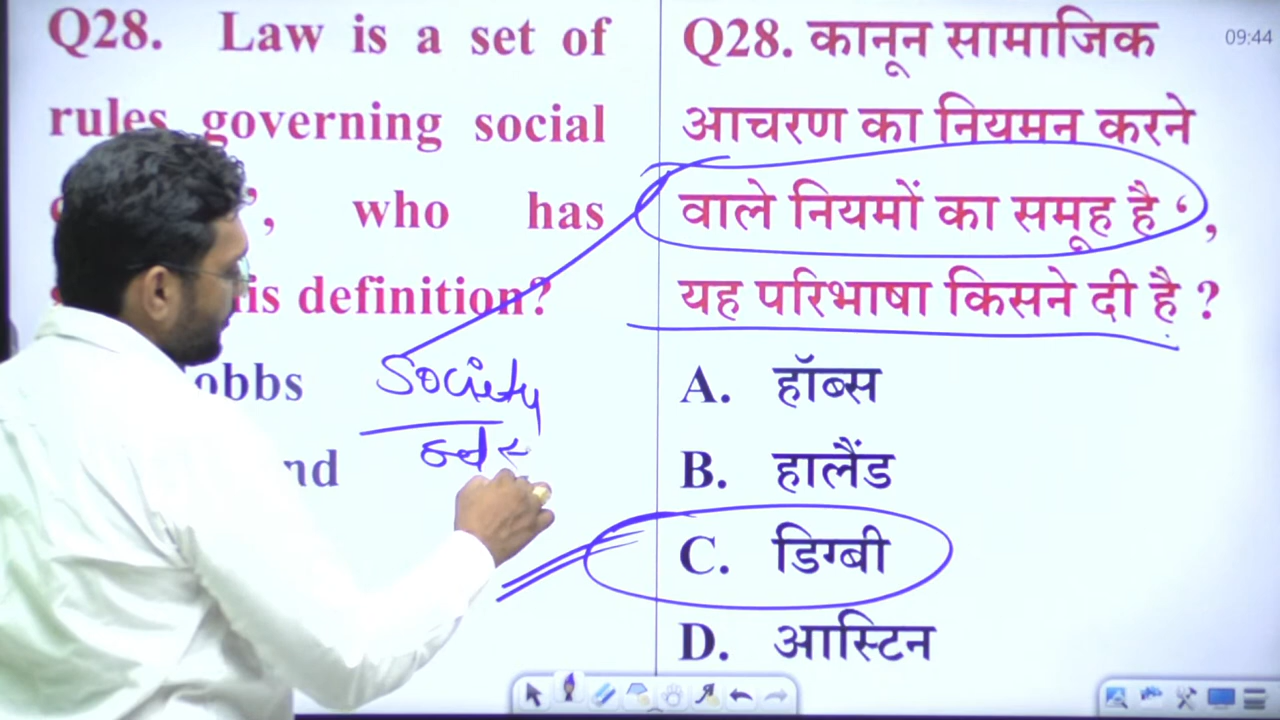 Q28. Law is a set of
rules governing social
who has
is definition?
obbs
nd
Society
Q28. कानून सामाजिक
आचरण का नियमन करने
वाले नियमों का समूह है ‘,
यह परिभाषा किसने दी है ?
A. हॉब्स
B. हालैंड
C. डिग्बी
D. आस्टिन
09:44